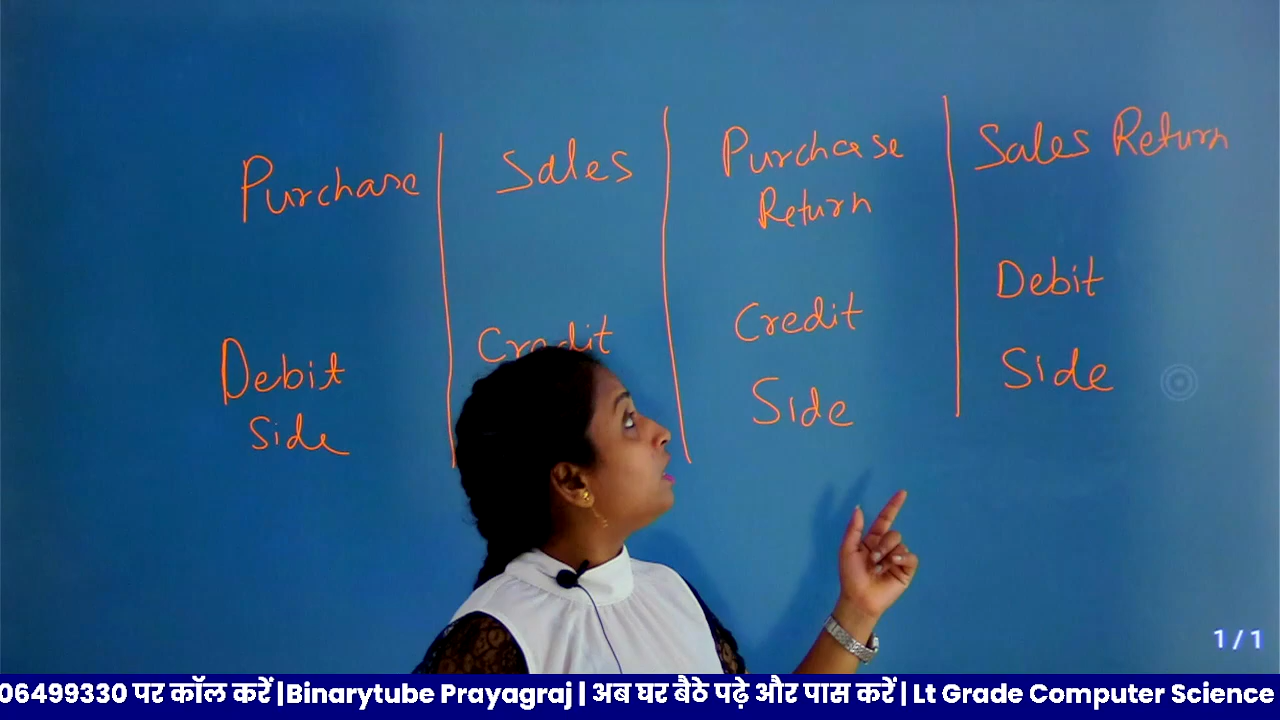 Purchase
Sales
Purchase
Return
Sales Return
Debit
Side
Credit
Credit
Side
Debit
Side
1/1
06499330 पर कॉल करें |Binarytube Prayagraj | अब घर बैठे पढ़े और पास करें | Lt Grade Computer Science